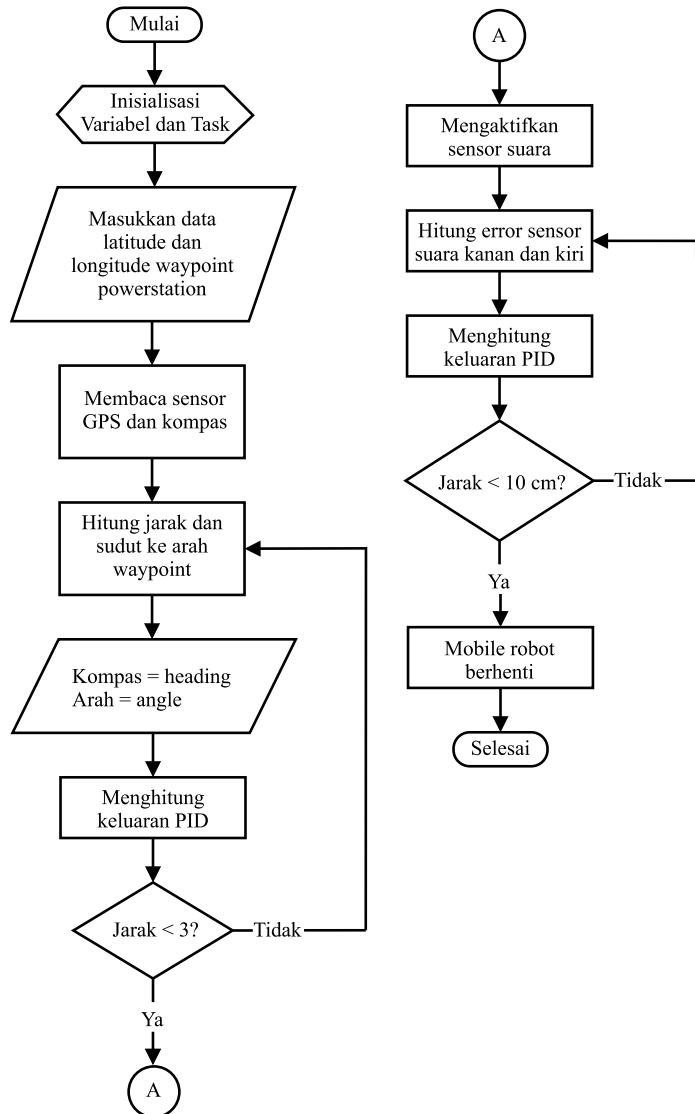 Mulai
Inisialisasi
Variabel dan Task
Masukkan data
latitude dan
longitude waypoint
powerstation
Membaca sensor
GPS dan kompas
Hitung jarak dan
sudut ke arah
waypoint
Kompas = heading
Arah = angle
Menghitung
keluaran PID
Jarak < 3?
Tidak
Ya
A
A
Mengaktifkan
sensor suara
Hitung error sensor
suara kanan dan kiri
Menghitung
keluaran PID
Jarak < 10 cm?
Tidak
Ya
Mobile robot
berhenti
Selesai